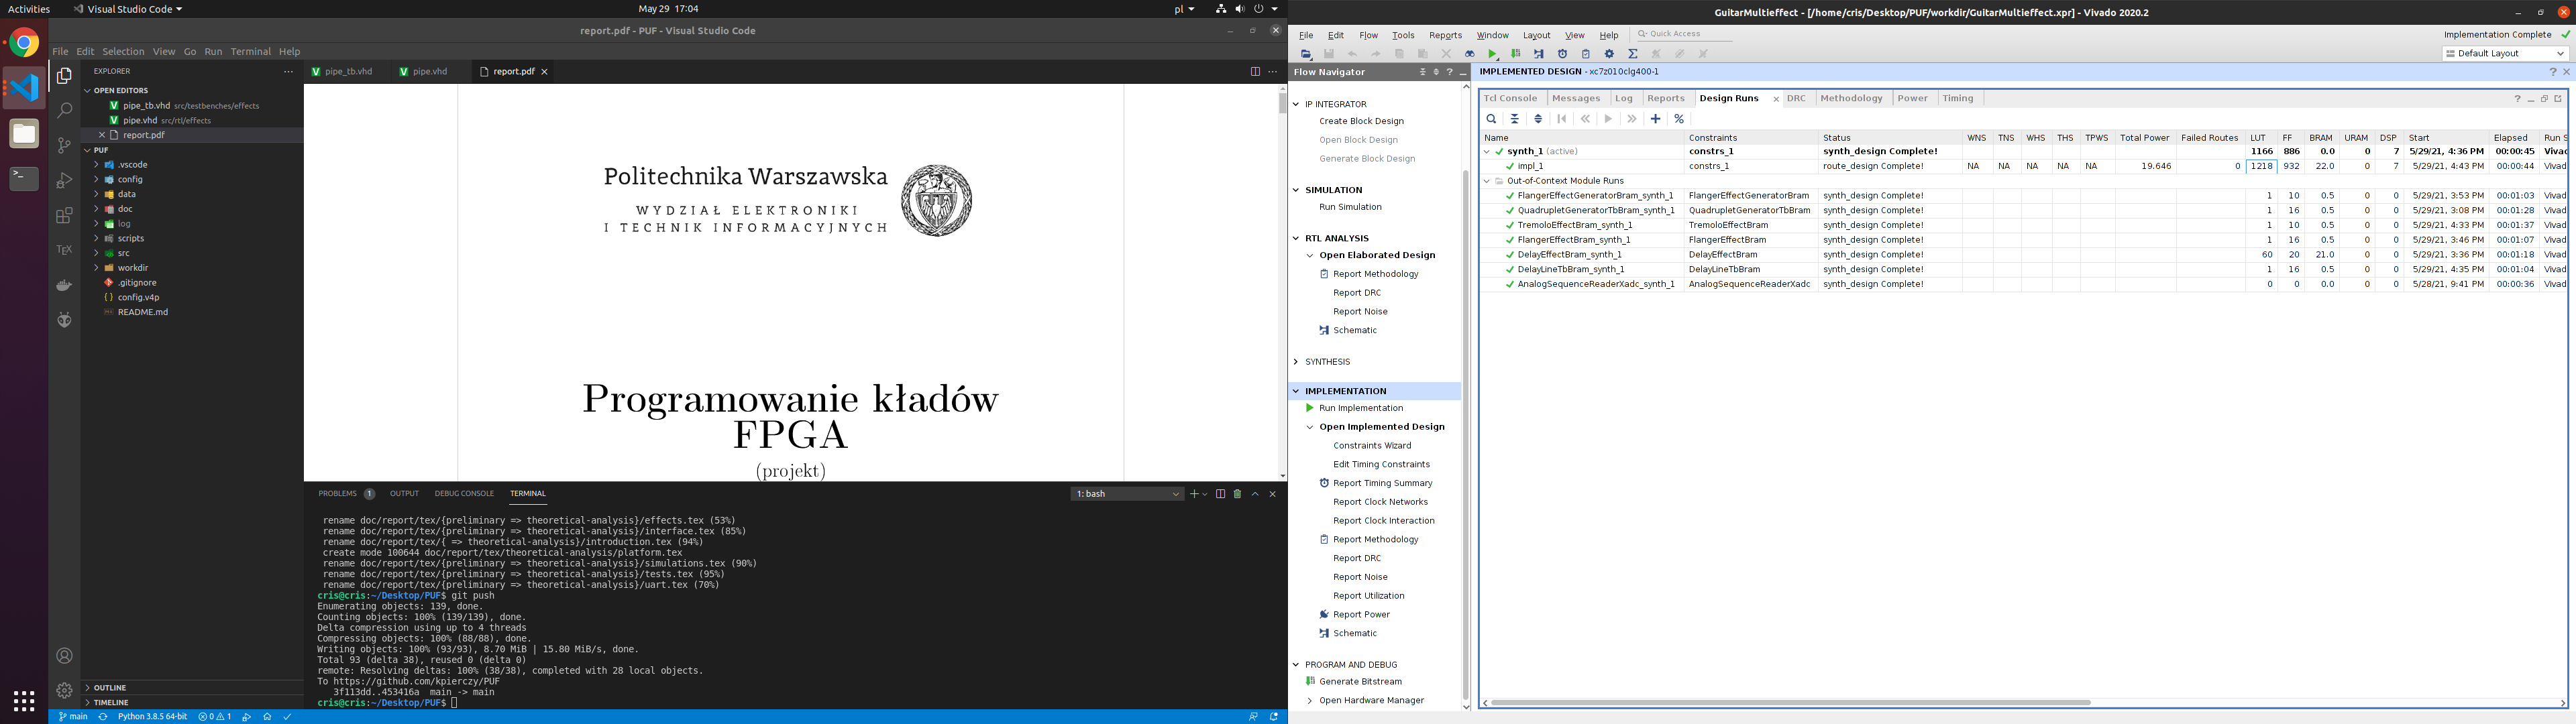 Activities
Visual Studio Code
May 29 17:04
pl
report.pdf - PUF - Visual Studio Code
File Edit Selection View Go Run Terminal Help
EXPLORER
OPEN EDITORS
pipe_tb.vhd src/testbenches/effects
pipe.vhd src/rtl/effects
report.pdf
PUF
.vscode
config
data
doc
log
scripts
src
workdir
.gitignore
config.v4p
README.md
OUTLINE
TIMELINE
pipe_tb.vhd
pipe.vhd
report.pdf
Politechnika Warszawska
WYDZIAŁ ELEKTRONIKI
I TECHNIK INFORMACYJNYCH
Programowanie kładów
FPGA
(projekt)
PROBLEMS 1 OUTPUT DEBUG CONSOLE TERMINAL
1: bash
rename doc/report/tex/{preliminary => theoretical-analysis}/effects.tex (53%)
rename doc/report/tex/{preliminary => theoretical-analysis}/interface.tex (85%)
rename doc/report/tex/{ => theoretical-analysis}/introduction.tex (94%)
create mode 100644 doc/report/tex/theoretical-analysis/platform.tex
rename doc/report/tex/{preliminary => theoretical-analysis}/simulations.tex (90%)
rename doc/report/tex/{preliminary => theoretical-analysis}/tests.tex (95%)
rename doc/report/tex/{preliminary => theoretical-analysis}/uart.tex (70%)
cris@cris:~/Desktop/PUF$ git push
Enumerating objects: 139, done.
Counting objects: 100% (139/139), done.
Delta compression using up to 4 threads
Compressing objects: 100% (88/88), done.
Writing objects: 100% (93/93), 8.70 MiB | 15.80 MiB/s, done.
Total 93 (delta 38), reused 0 (delta 0)
remote: Resolving deltas: 100% (38/38), completed with 28 local objects.
To https://github.com/kpierczy/PUF
3f113dd..453416a main -> main
cris@cris:~/Desktop/PUF$
main Python 3.8.5 64-bit 0 1
GuitarMultieffect - [/home/cris/Desktop/PUF/workdir/GuitarMultieffect.xpr] - Vivado 2020.2
File Edit Flow Tools Reports Window Layout View Help Quick Access
Implementation Complete
Default Layout
Flow Navigator
IP INTEGRATOR
Create Block Design
Open Block Design
Generate Block Design
SIMULATION
Run Simulation
RTL ANALYSIS
Open Elaborated Design
Report Methodology
Report DRC
Report Noise
Schematic
SYNTHESIS
IMPLEMENTATION
Run Implementation
Open Implemented Design
Constraints Wizard
Edit Timing Constraints
Report Timing Summary
Report Clock Networks
Report Clock Interaction
Report Methodology
Report DRC
Report Noise
Report Utilization
Report Power
Schematic
PROGRAM AND DEBUG
Generate Bitstream
Open Hardware Manager
IMPLEMENTED DESIGN - xc7z010clg400-1
Tcl Console Messages Log Reports Design Runs DRC Methodology Power Timing
Name Constraints Status WNS TNS WHS THS TPWS Total Power Failed Routes LUT FF BRAM URAM DSP Start Elapsed Run S
synth_1 (active) constrs_1 synth_design Complete! 1166 886 0.0 0 7 5/29/21, 4:36 PM 00:00:45 Vivad
impl_1 constrs_1 route_design Complete! NA NA NA NA NA 19.646 0 1218 932 22.0 0 7 5/29/21, 4:43 PM 00:00:44 Vivad
Out-of-Context Module Runs
FlangerEffectGeneratorBram_synth_1 FlangerEffectGeneratorBram synth_design Complete! 1 10 0.5 0 0 5/29/21, 3:53 PM 00:01:03 Vivad
QuadrupletGeneratorTbBram_synth_1 QuadrupletGeneratorTbBram synth_design Complete! 1 16 0.5 0 0 5/29/21, 3:08 PM 00:01:28 Vivad
TremoloEffectBram_synth_1 TremoloEffectBram synth_design Complete! 1 10 0.5 0 0 5/29/21, 4:33 PM 00:01:37 Vivad
FlangerEffectBram_synth_1 FlangerEffectBram synth_design Complete! 1 16 0.5 0 0 5/29/21, 3:46 PM 00:01:07 Vivad
DelayEffectBram_synth_1 DelayEffectBram synth_design Complete! 60 20 21.0 0 0 5/29/21, 3:36 PM 00:01:18 Vivad
DelayLineTbBram_synth_1 DelayLineTbBram synth_design Complete! 1 16 0.5 0 0 5/29/21, 4:35 PM 00:01:04 Vivad
AnalogSequenceReaderXadc_synth_1 AnalogSequenceReaderXadc synth_design Complete! 0 0 0.0 0 0 5/28/21, 9:41 PM 00:00:36 Vivad